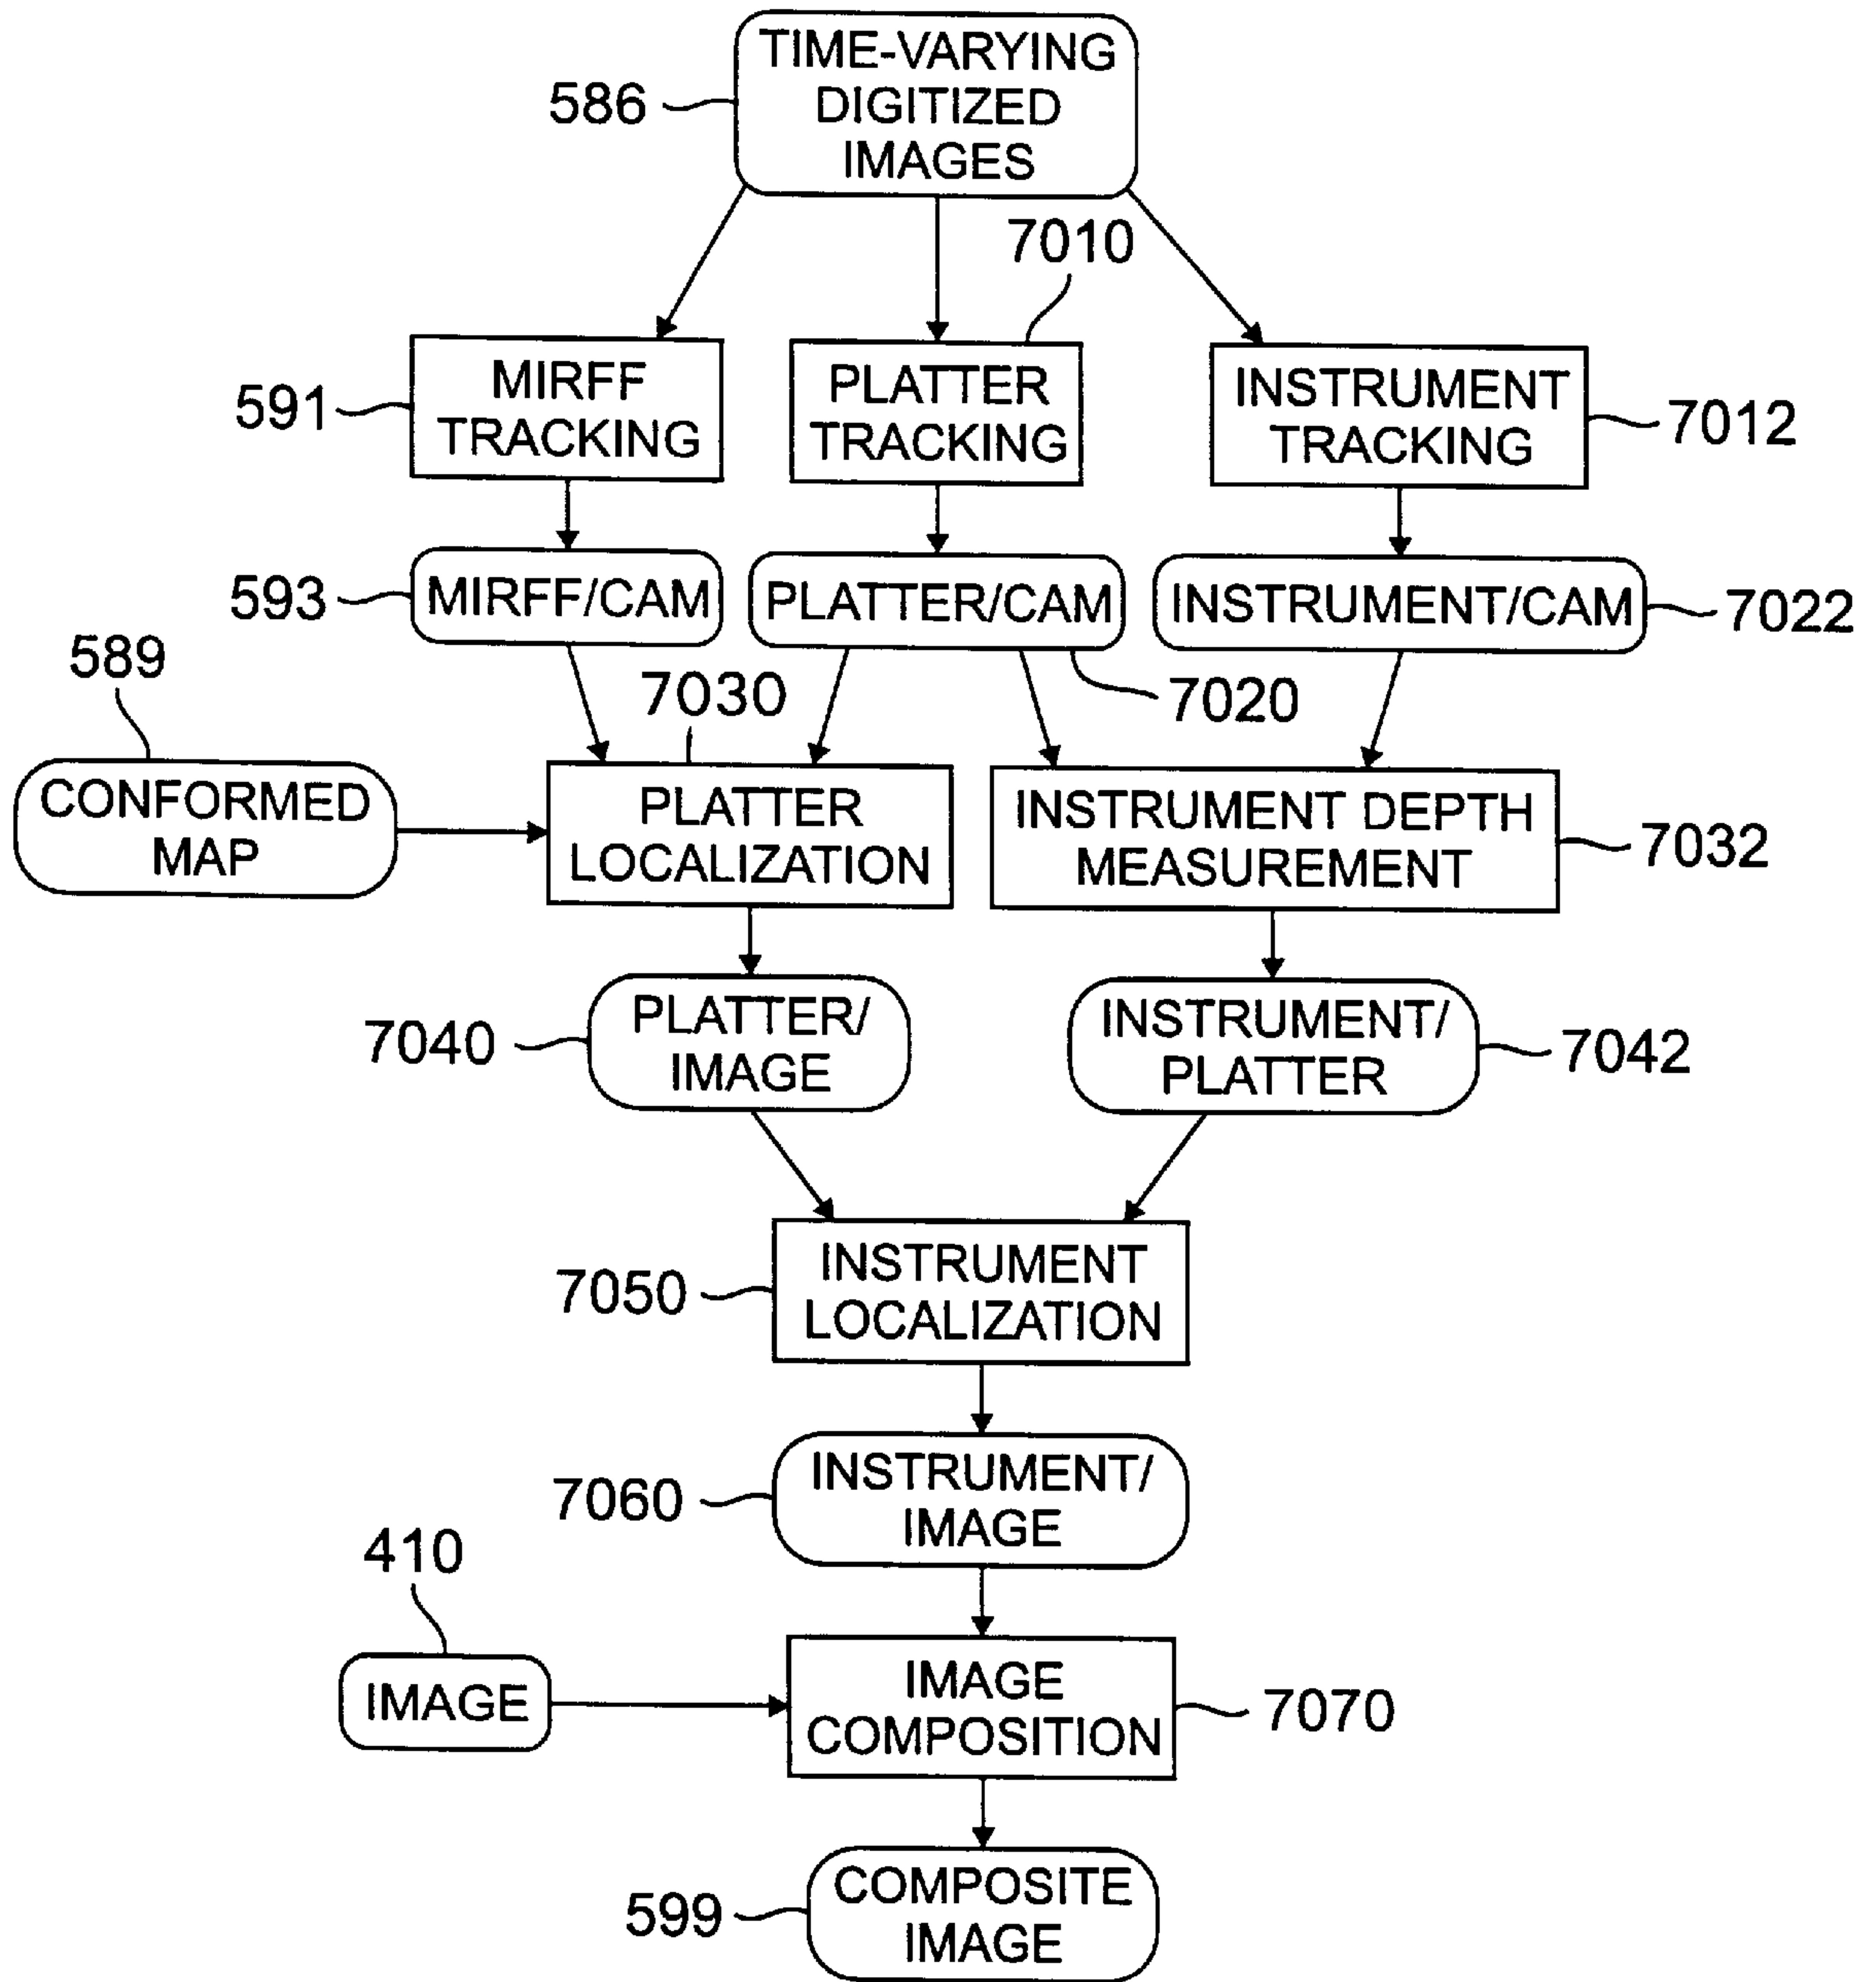 TIME-VARYING
DIGITIZED
IMAGES
586
7010
MIRFF
TRACKING
591
PLATTER
TRACKING
INSTRUMENT
TRACKING
7012
593
MIRFF/CAM
PLATTER/CAM
INSTRUMENT/CAM
7022
589
7030
7020
CONFORMED
MAP
PLATTER
LOCALIZATION
INSTRUMENT DEPTH
MEASUREMENT
7032
7040
PLATTER/
IMAGE
INSTRUMENT/
PLATTER
7042
7050
INSTRUMENT
LOCALIZATION
7060
INSTRUMENT/
IMAGE
410
IMAGE
IMAGE
COMPOSITION
7070
599
COMPOSITE
IMAGE